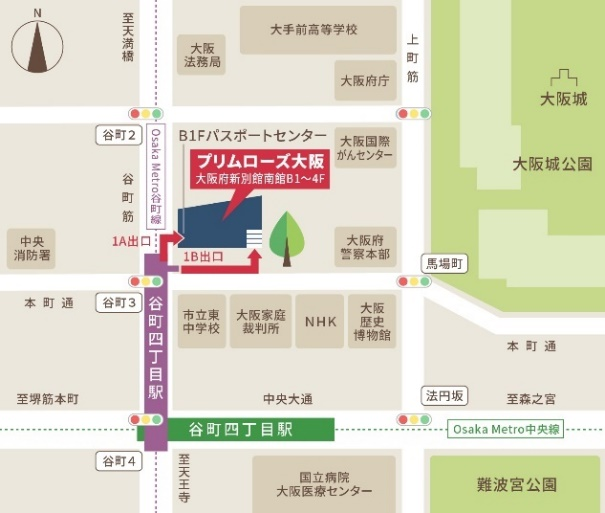 N
至天満橋
大阪
法務局
大手前高等学校
大阪府庁
上町筋
大阪城
大阪城公園
谷町2
Osaka Metro谷町線
B1Fパスポートセンター
プリムローズ大阪
大阪府新別館南館B1〜4F
大阪国際
がんセンター
谷町筋
中央
消防署
1A出口
1B出口
大阪府
警察本部
馬場町
本町通
谷町3
谷町四丁目駅
市立東
中学校
大阪家庭
裁判所
NHK
大阪
歴史
博物館
本町通
至堺筋本町
中央大通
法円坂
至森之宮
谷町四丁目駅
Osaka Metro中央線
谷町4
至天王寺
国立病院
大阪医療センター
難波宮公園